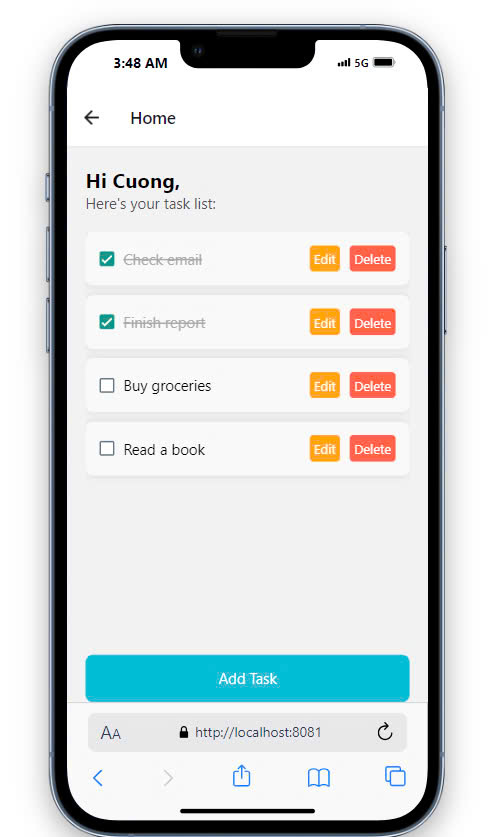 3:48 AM 5G
Home
Hi Cuong,
Here's your task list:
Check email Edit Delete
Finish report Edit Delete
Buy groceries Edit Delete
Read a book Edit Delete
Add Task
AA http://localhost:8081